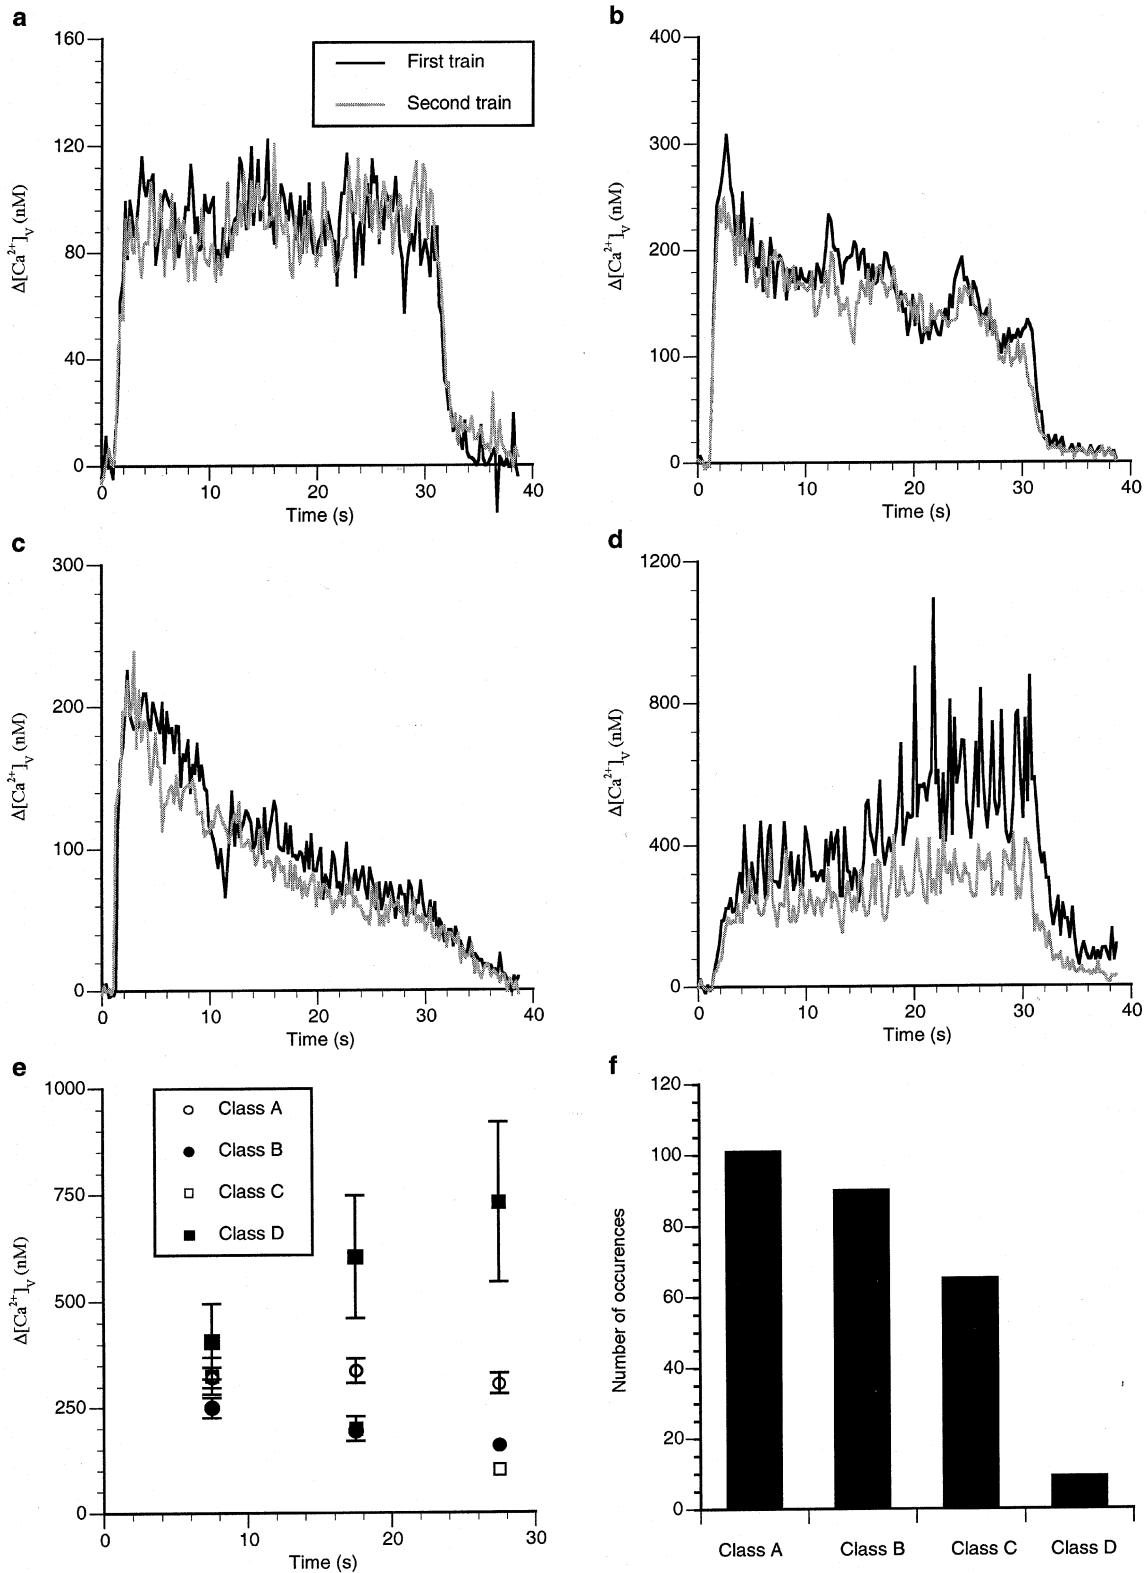 a
160
120
80
40
0
Δ[Ca²⁺]ᵥ (nM)
First train
Second train
0 10 20 30 40
Time (s)
b
400
300
200
100
0
Δ[Ca²⁺]ᵥ (nM)
0 10 20 30 40
Time (s)
c
300
200
100
0
Δ[Ca²⁺]ᵥ (nM)
0 10 20 30 40
Time (s)
d
1200
800
400
0
Δ[Ca²⁺]ᵥ (nM)
0 10 20 30 40
Time (s)
e
1000
750
500
250
0
Δ[Ca²⁺]ᵥ (nM)
Class A
Class B
Class C
Class D
0 10 20 30
Time (s)
f
120
100
80
60
40
20
0
Number of occurences
Class A Class B Class C Class D